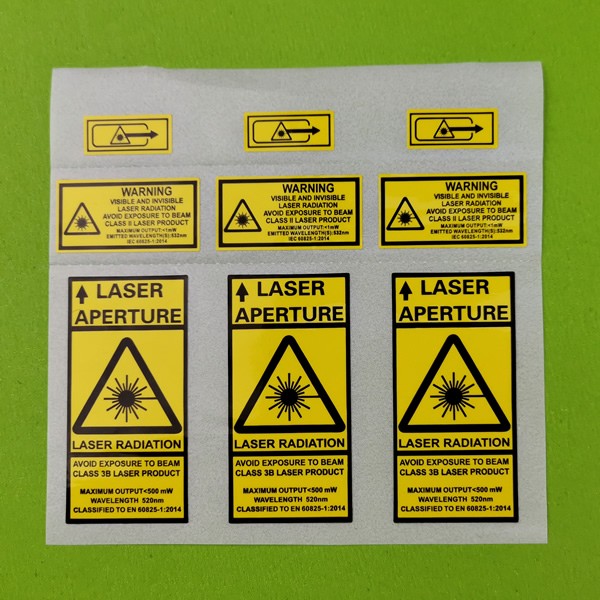 WARNING
VISIBLE AND INVISIBLE
LASER RADIATION
AVOID EXPOSURE TO BEAM
CLASS II LASER PRODUCT
MAXIMUM OUTPUT:<1mW
EMITTED WAVELENGTH(S):532nm
IEC 60825-1:2014
WARNING
VISIBLE AND INVISIBLE
LASER RADIATION
AVOID EXPOSURE TO BEAM
CLASS II LASER PRODUCT
MAXIMUM OUTPUT:<1mW
EMITTED WAVELENGTH(S):532nm
IEC 60825-1:2014
WARNING
VISIBLE AND INVISIBLE
LASER RADIATION
AVOID EXPOSURE TO BEAM
CLASS II LASER PRODUCT
MAXIMUM OUTPUT:<1mW
EMITTED WAVELENGTH(S):532nm
IEC 60825-1:2014
LASER
APERTURE
LASER RADIATION
AVOID EXPOSURE TO BEAM
CLASS 3B LASER PRODUCT
MAXIMUM OUTPUT<500 mW
WAVELENGTH 520nm
CLASSIFIED TO EN 60825-1:2014
LASER
APERTURE
LASER RADIATION
AVOID EXPOSURE TO BEAM
CLASS 3B LASER PRODUCT
MAXIMUM OUTPUT<500 mW
WAVELENGTH 520nm
CLASSIFIED TO EN 60825-1:2014
LASER
APERTURE
LASER RADIATION
AVOID EXPOSURE TO BEAM
CLASS 3B LASER PRODUCT
MAXIMUM OUTPUT<500 mW
WAVELENGTH 520nm
CLASSIFIED TO EN 60825-1:2014